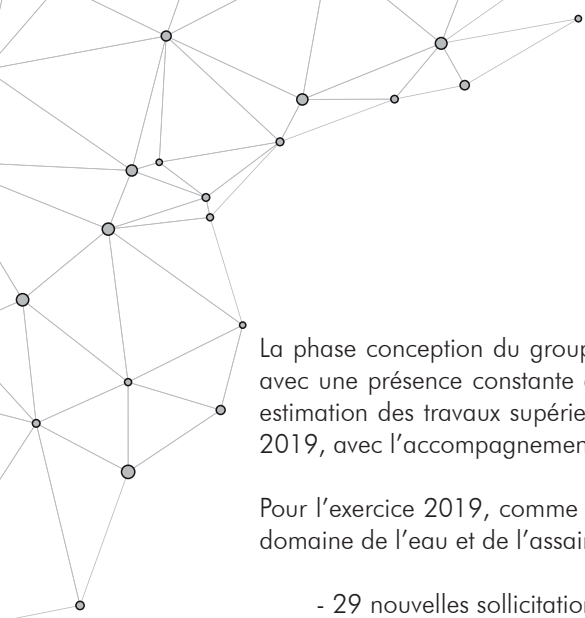 La phase conception du group
avec une présence constante
estimation des travaux supérie
2019, avec l’accompagnemen
Pour l’exercice 2019, comme
domaine de l’eau et de l’assai
- 29 nouvelles sollicitation